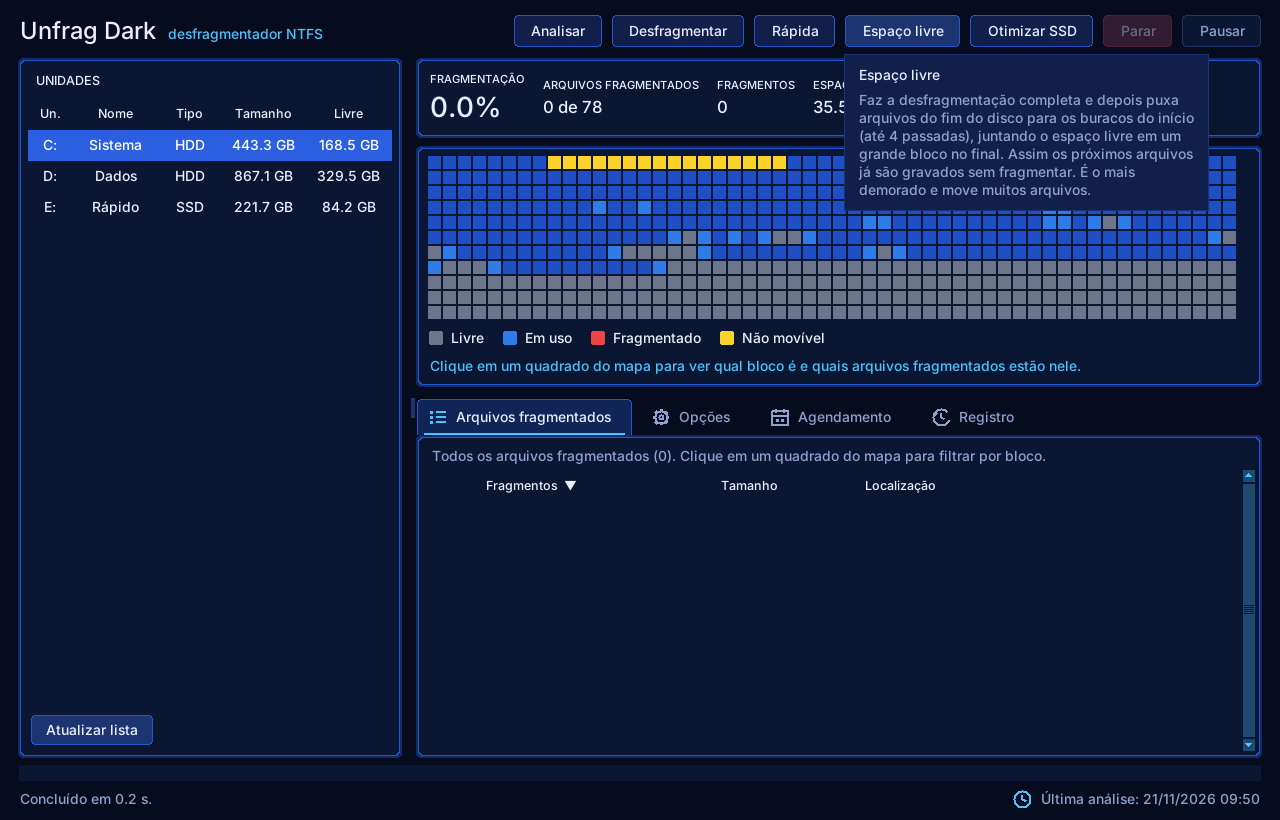 Unfrag Dark desfragmentador NTFS
Analisar Desfragmentar Rápida Espaço livre Otimizar SSD Parar Pausar
UNIDADES
Un. Nome Tipo Tamanho Livre
C: Sistema HDD 443.3 GB 168.5 GB
D: Dados HDD 867.1 GB 329.5 GB
E: Rápido SSD 221.7 GB 84.2 GB
Atualizar lista
FRAGMENTAÇÃO ARQUIVOS FRAGMENTADOS FRAGMENTOS
0.0% 0 de 78 0 35.5
Espaço livre
Faz a desfragmentação completa e depois puxa
arquivos do fim do disco para os buracos do início
(até 4 passadas), juntando o espaço livre em um
grande bloco no final. Assim os próximos arquivos
já são gravados sem fragmentar. É o mais
demorado e move muitos arquivos.
Livre Em uso Fragmentado Não movível
Clique em um quadrado do mapa para ver qual bloco é e quais arquivos fragmentados estão nele.
Arquivos fragmentados Opções Agendamento Registro
Todos os arquivos fragmentados (0). Clique em um quadrado do mapa para filtrar por bloco.
Fragmentos ▼ Tamanho Localização
Concluído em 0.2 s.
Última análise: 21/11/2026 09:50